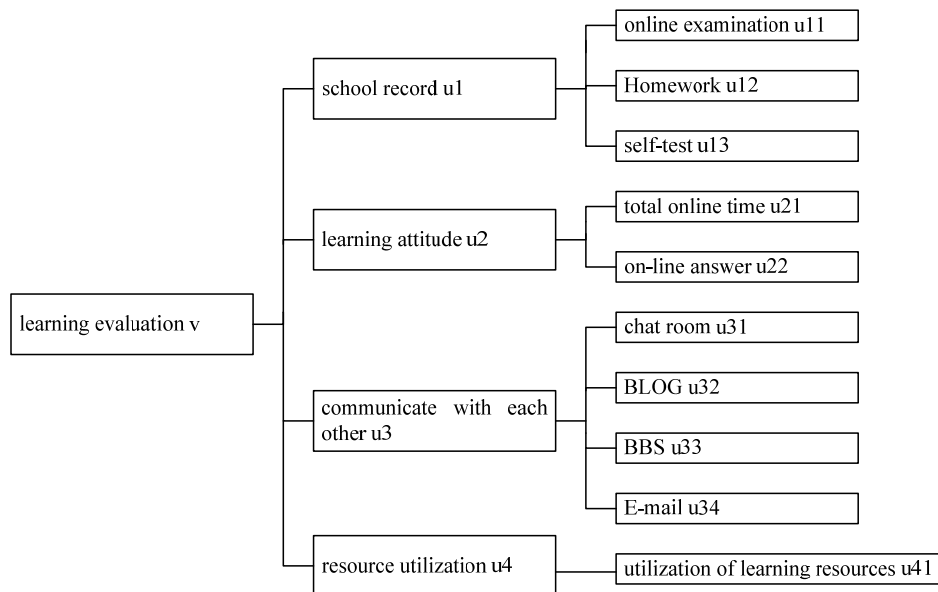 online examination u11
school record u1
Homework u12
self-test u13
total online time u21
learning attitude u2
on-line answer u22
learning evaluation v
chat room u31
BLOG u32
communicate with each
other u3
BBS u33
E-mail u34
resource utilization u4
utilization of learning resources u41